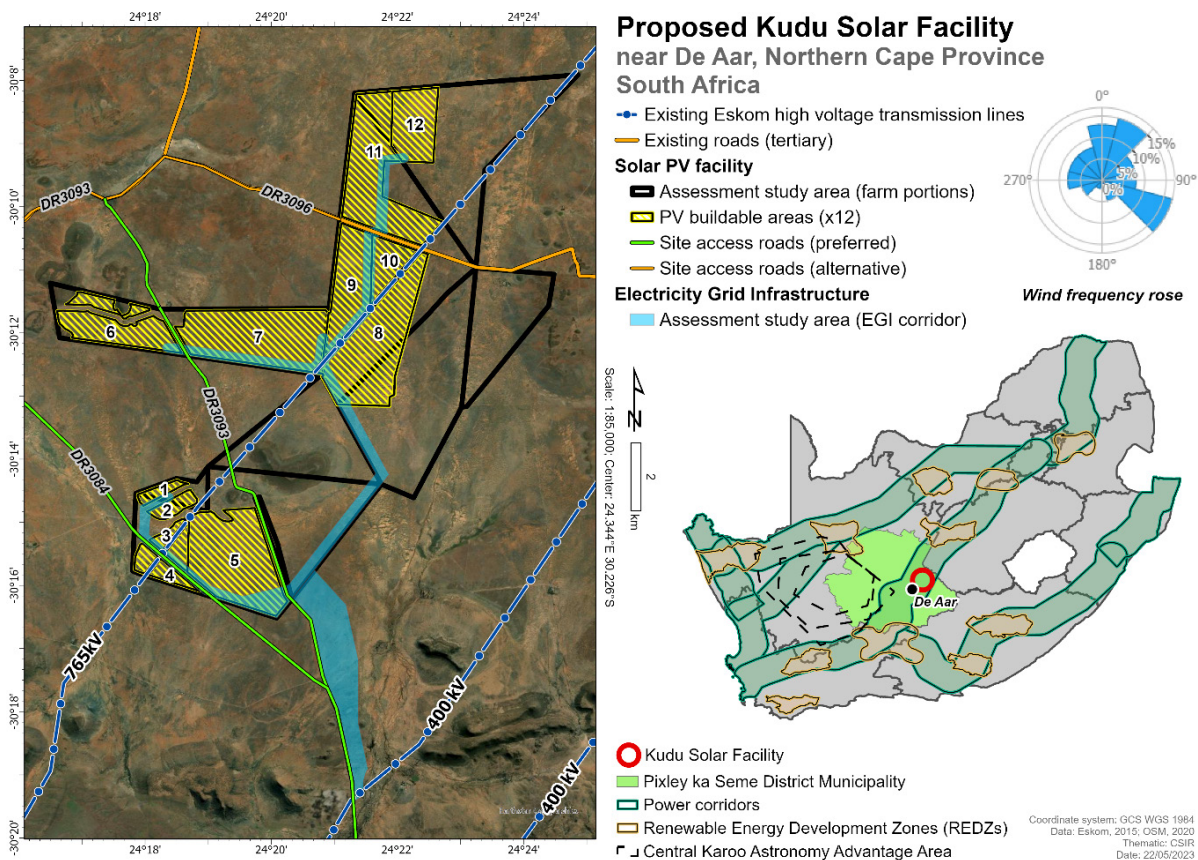 24°18'
24°20'
24°22'
24°24'
-30°8'
-30°10'
-30°12'
-30°14'
-30°16'
-30°18'
-30°20'
DR3093
DR3096
12
11
10
9
8
7
6
DR3093
DR3084
1
2
3
4
5
765kV
400 kV
400 kV
24°18'
24°20'
24°22'
24°24'
Proposed Kudu Solar Facility
near De Aar, Northern Cape Province
South Africa
Existing Eskom high voltage transmission lines
Existing roads (tertiary)
Solar PV facility
Assessment study area (farm portions)
PV buildable areas (x12)
Site access roads (preferred)
Site access roads (alternative)
Electricity Grid Infrastructure
Assessment study area (EGI corridor)
0°
15%
10%
5%
0%
270°
90°
180°
Wind frequency rose
Scale: 1:85,000; Center: 24.344°E 30.226°S
N
2
km
De Aar
Kudu Solar Facility
Pixley ka Seme District Municipality
Power corridors
Renewable Energy Development Zones (REDZs)
Central Karoo Astronomy Advantage Area
Coordinate system: GCS WGS 1984
Data: Eskom, 2015; OSM, 2020
Thematic: CSIR
Date: 22/05/2023